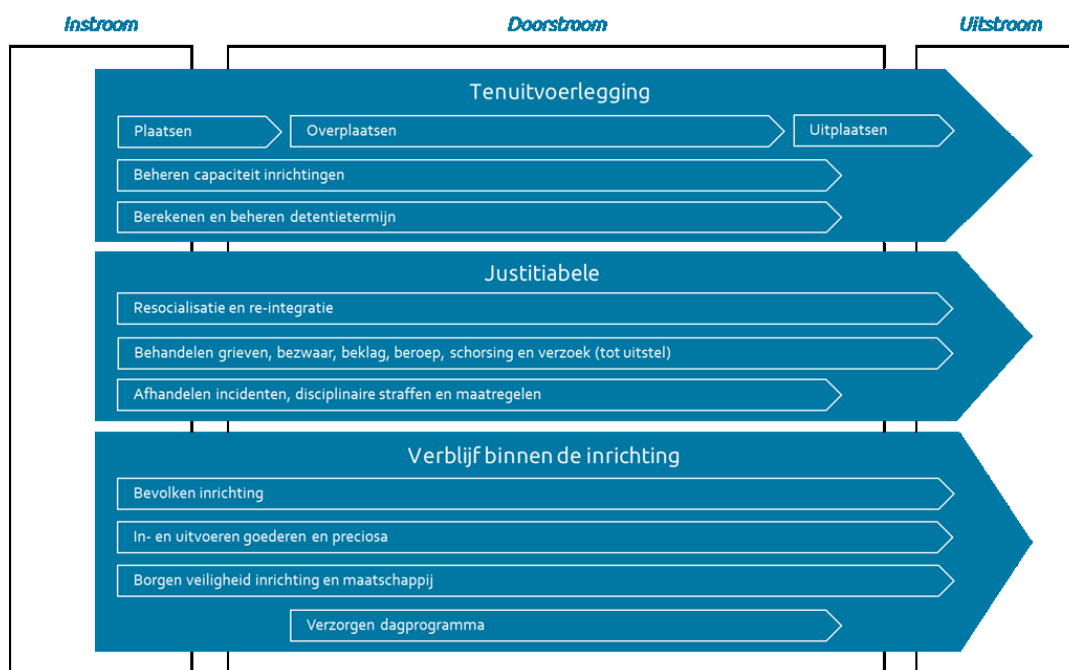 Instroom
Doorstroom
Uitstroom
Tenuitvoerlegging
Plaatsen
Overplaatsen
Uitplaatsen
Beheren capaciteit inrichtingen
Berekenen en beheren detentietermijn
Justitiabele
Resocialisatie en re-integratie
Behandelen grieven, bezwaar, beklag, beroep, schorsing en verzoek (tot uitstel)
Afhandelen incidenten, disciplinaire straffen en maatregelen
Verblijf binnen de inrichting
Bevolken inrichting
In- en uitvoeren goederen en preciosa
Borgen veiligheid inrichting en maatschappij
Verzorgen dagprogramma